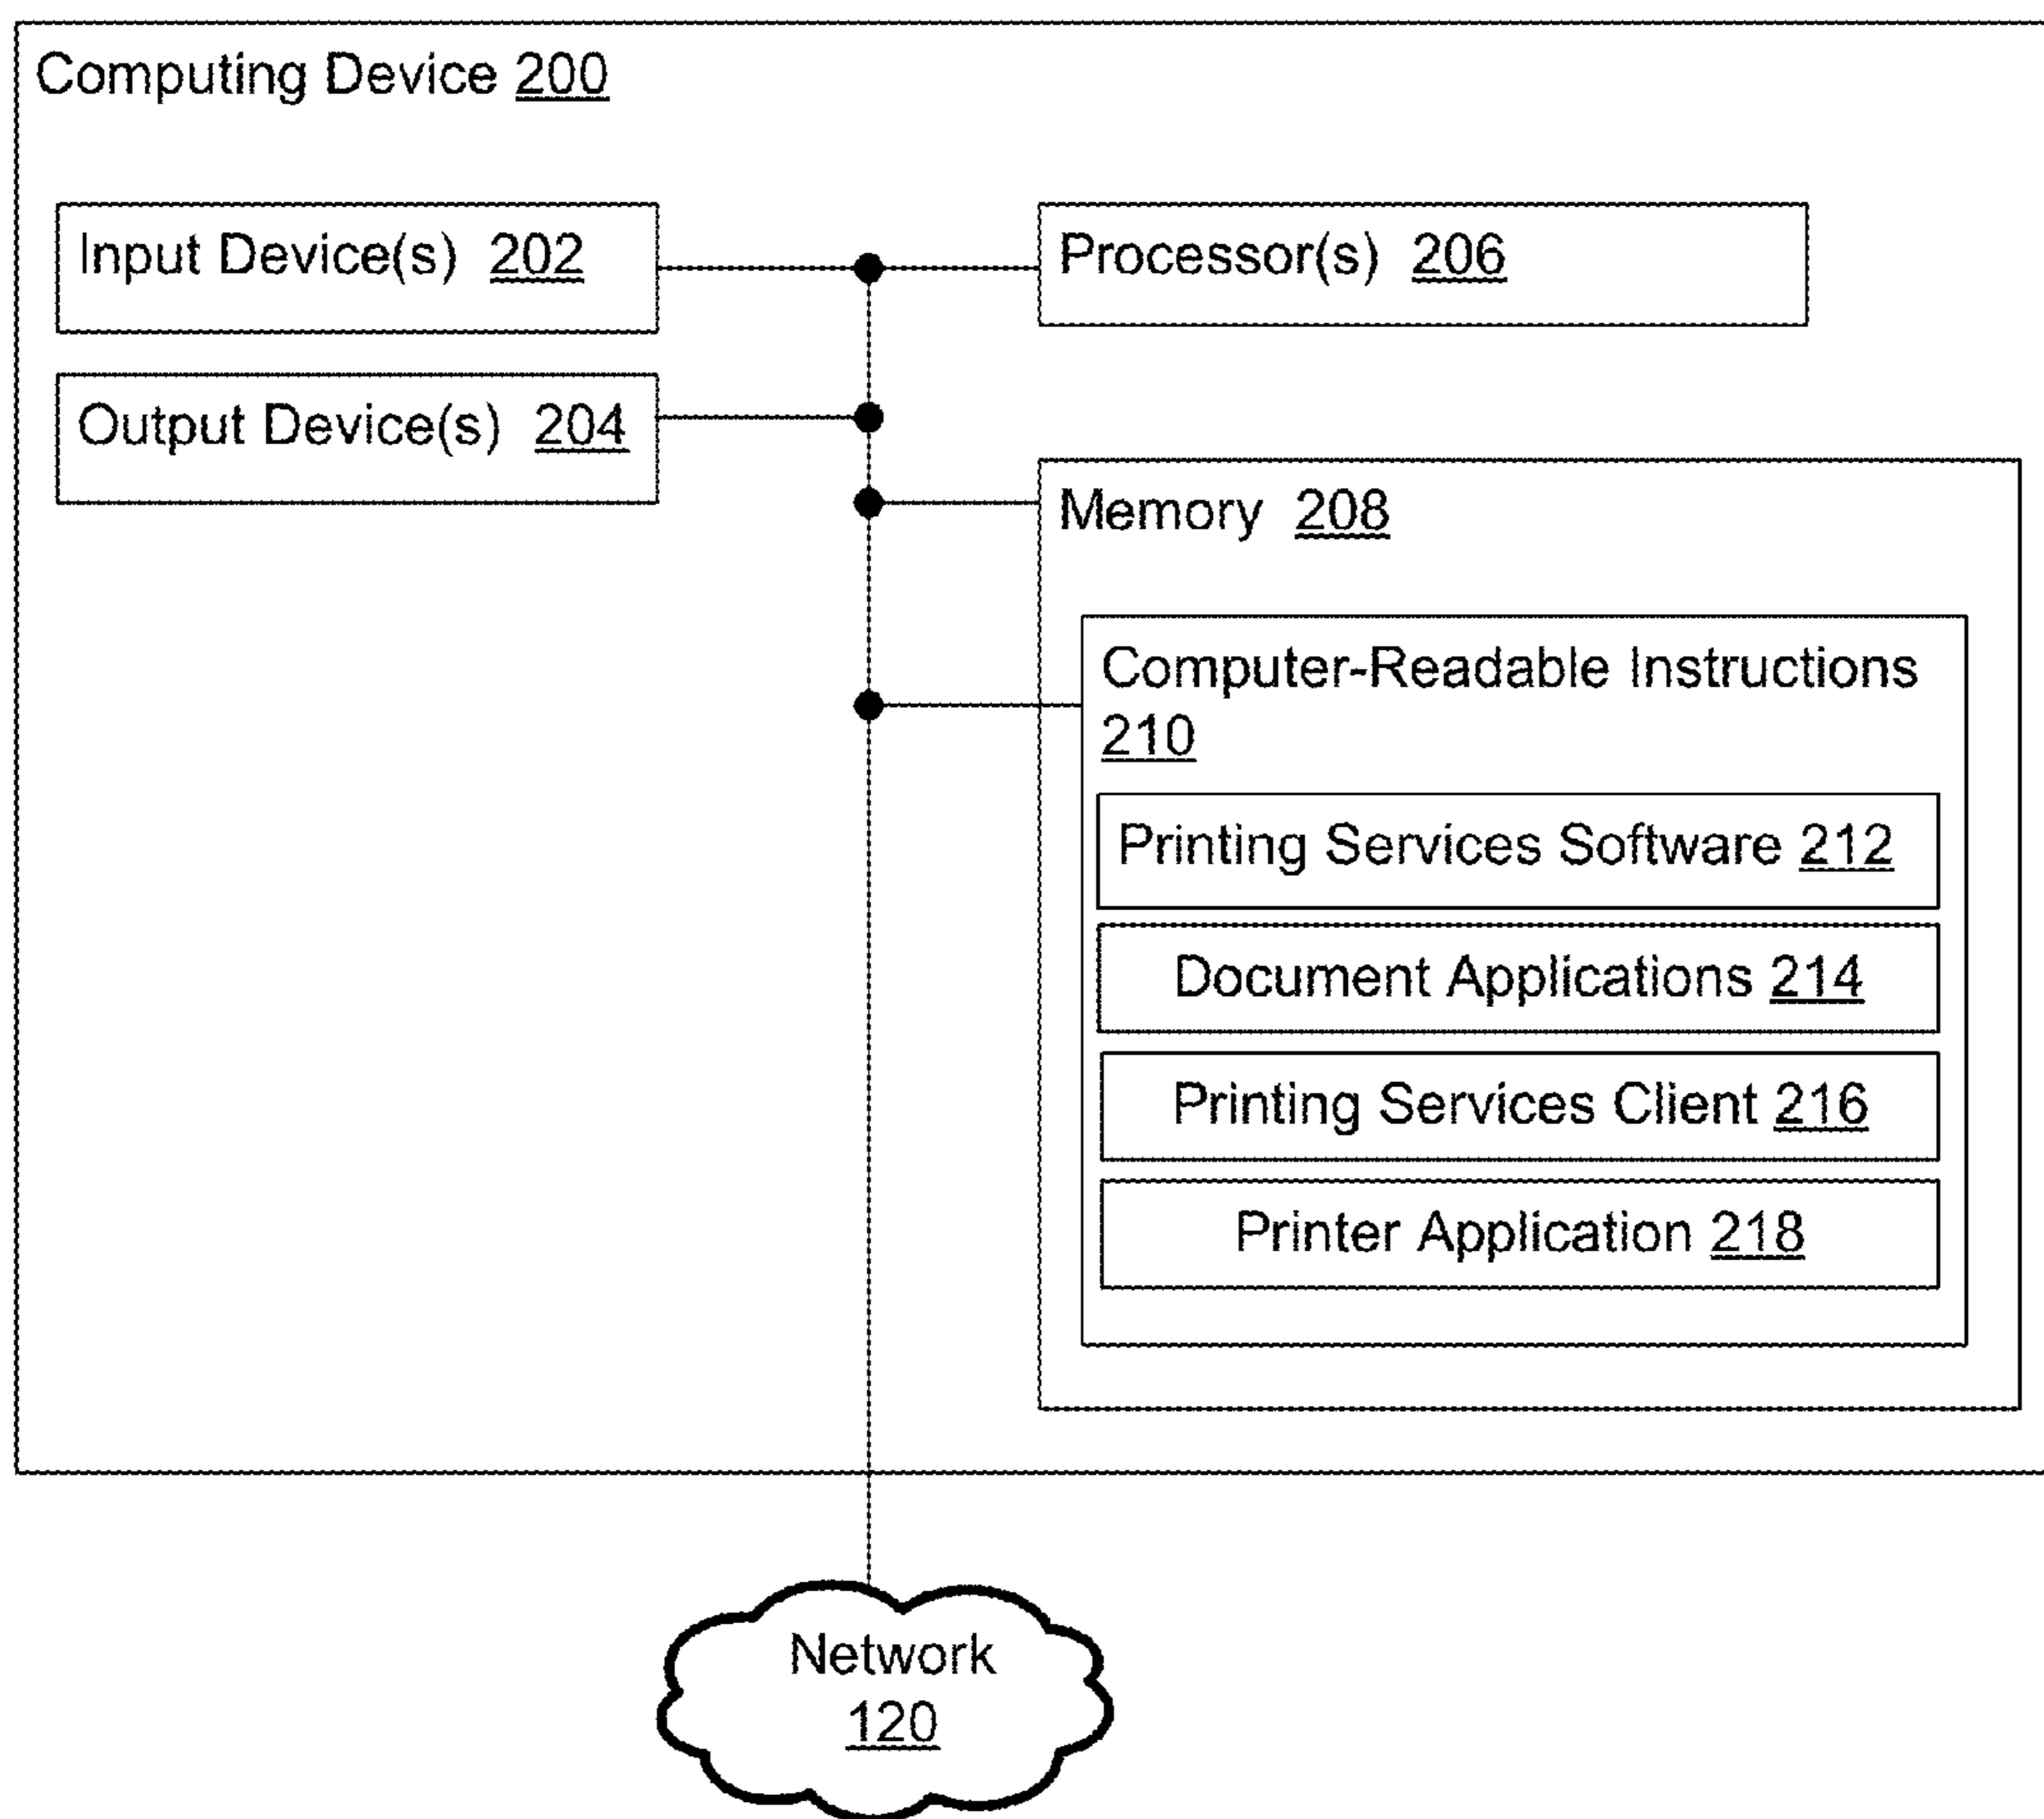 Computing Device 200
Input Device(s) 202
Processor(s) 206
Output Device(s) 204
Memory 208
Computer-Readable Instructions
210
Printing Services Software 212
Document Applications 214
Printing Services Client 216
Printer Application 218
Network
120